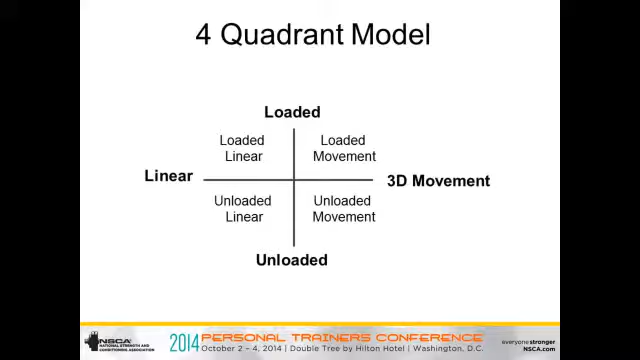 4 Quadrant Model
Loaded
Loaded
Linear
Loaded
Movement
Linear
3D Movement
Unloaded
Linear
Unloaded
Movement
Unloaded
NSCA
NATIONAL STRENGTH AND
CONDITIONING ASSOCIATION
2014 PERSONAL TRAINERS CONFERENCE
October 2 – 4, 2014 | Double Tree by Hilton Hotel | Washington, D.C.
everyone stronger
NSCA.com